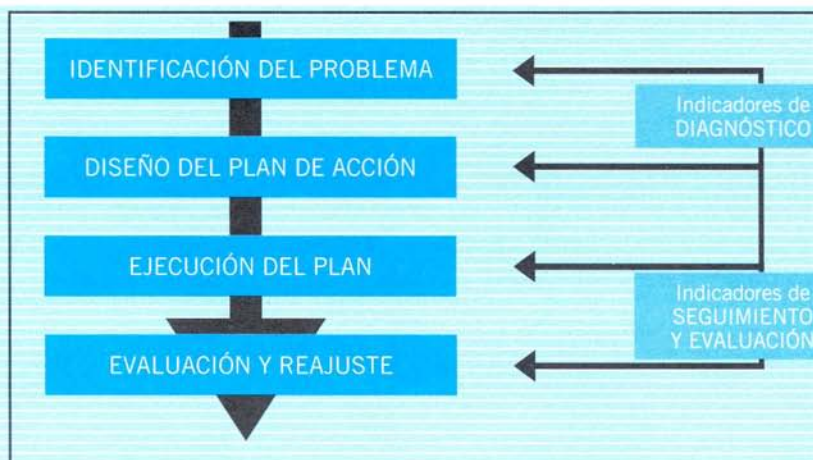 IDENTIFICACIÓN DEL PROBLEMA
Indicadores de
DIAGNÓSTICO
DISEÑO DEL PLAN DE ACCIÓN
EJECUCIÓN DEL PLAN
Indicadores de
SEGUIMIENTO
Y EVALUACIÓN
EVALUACIÓN Y REAJUSTE